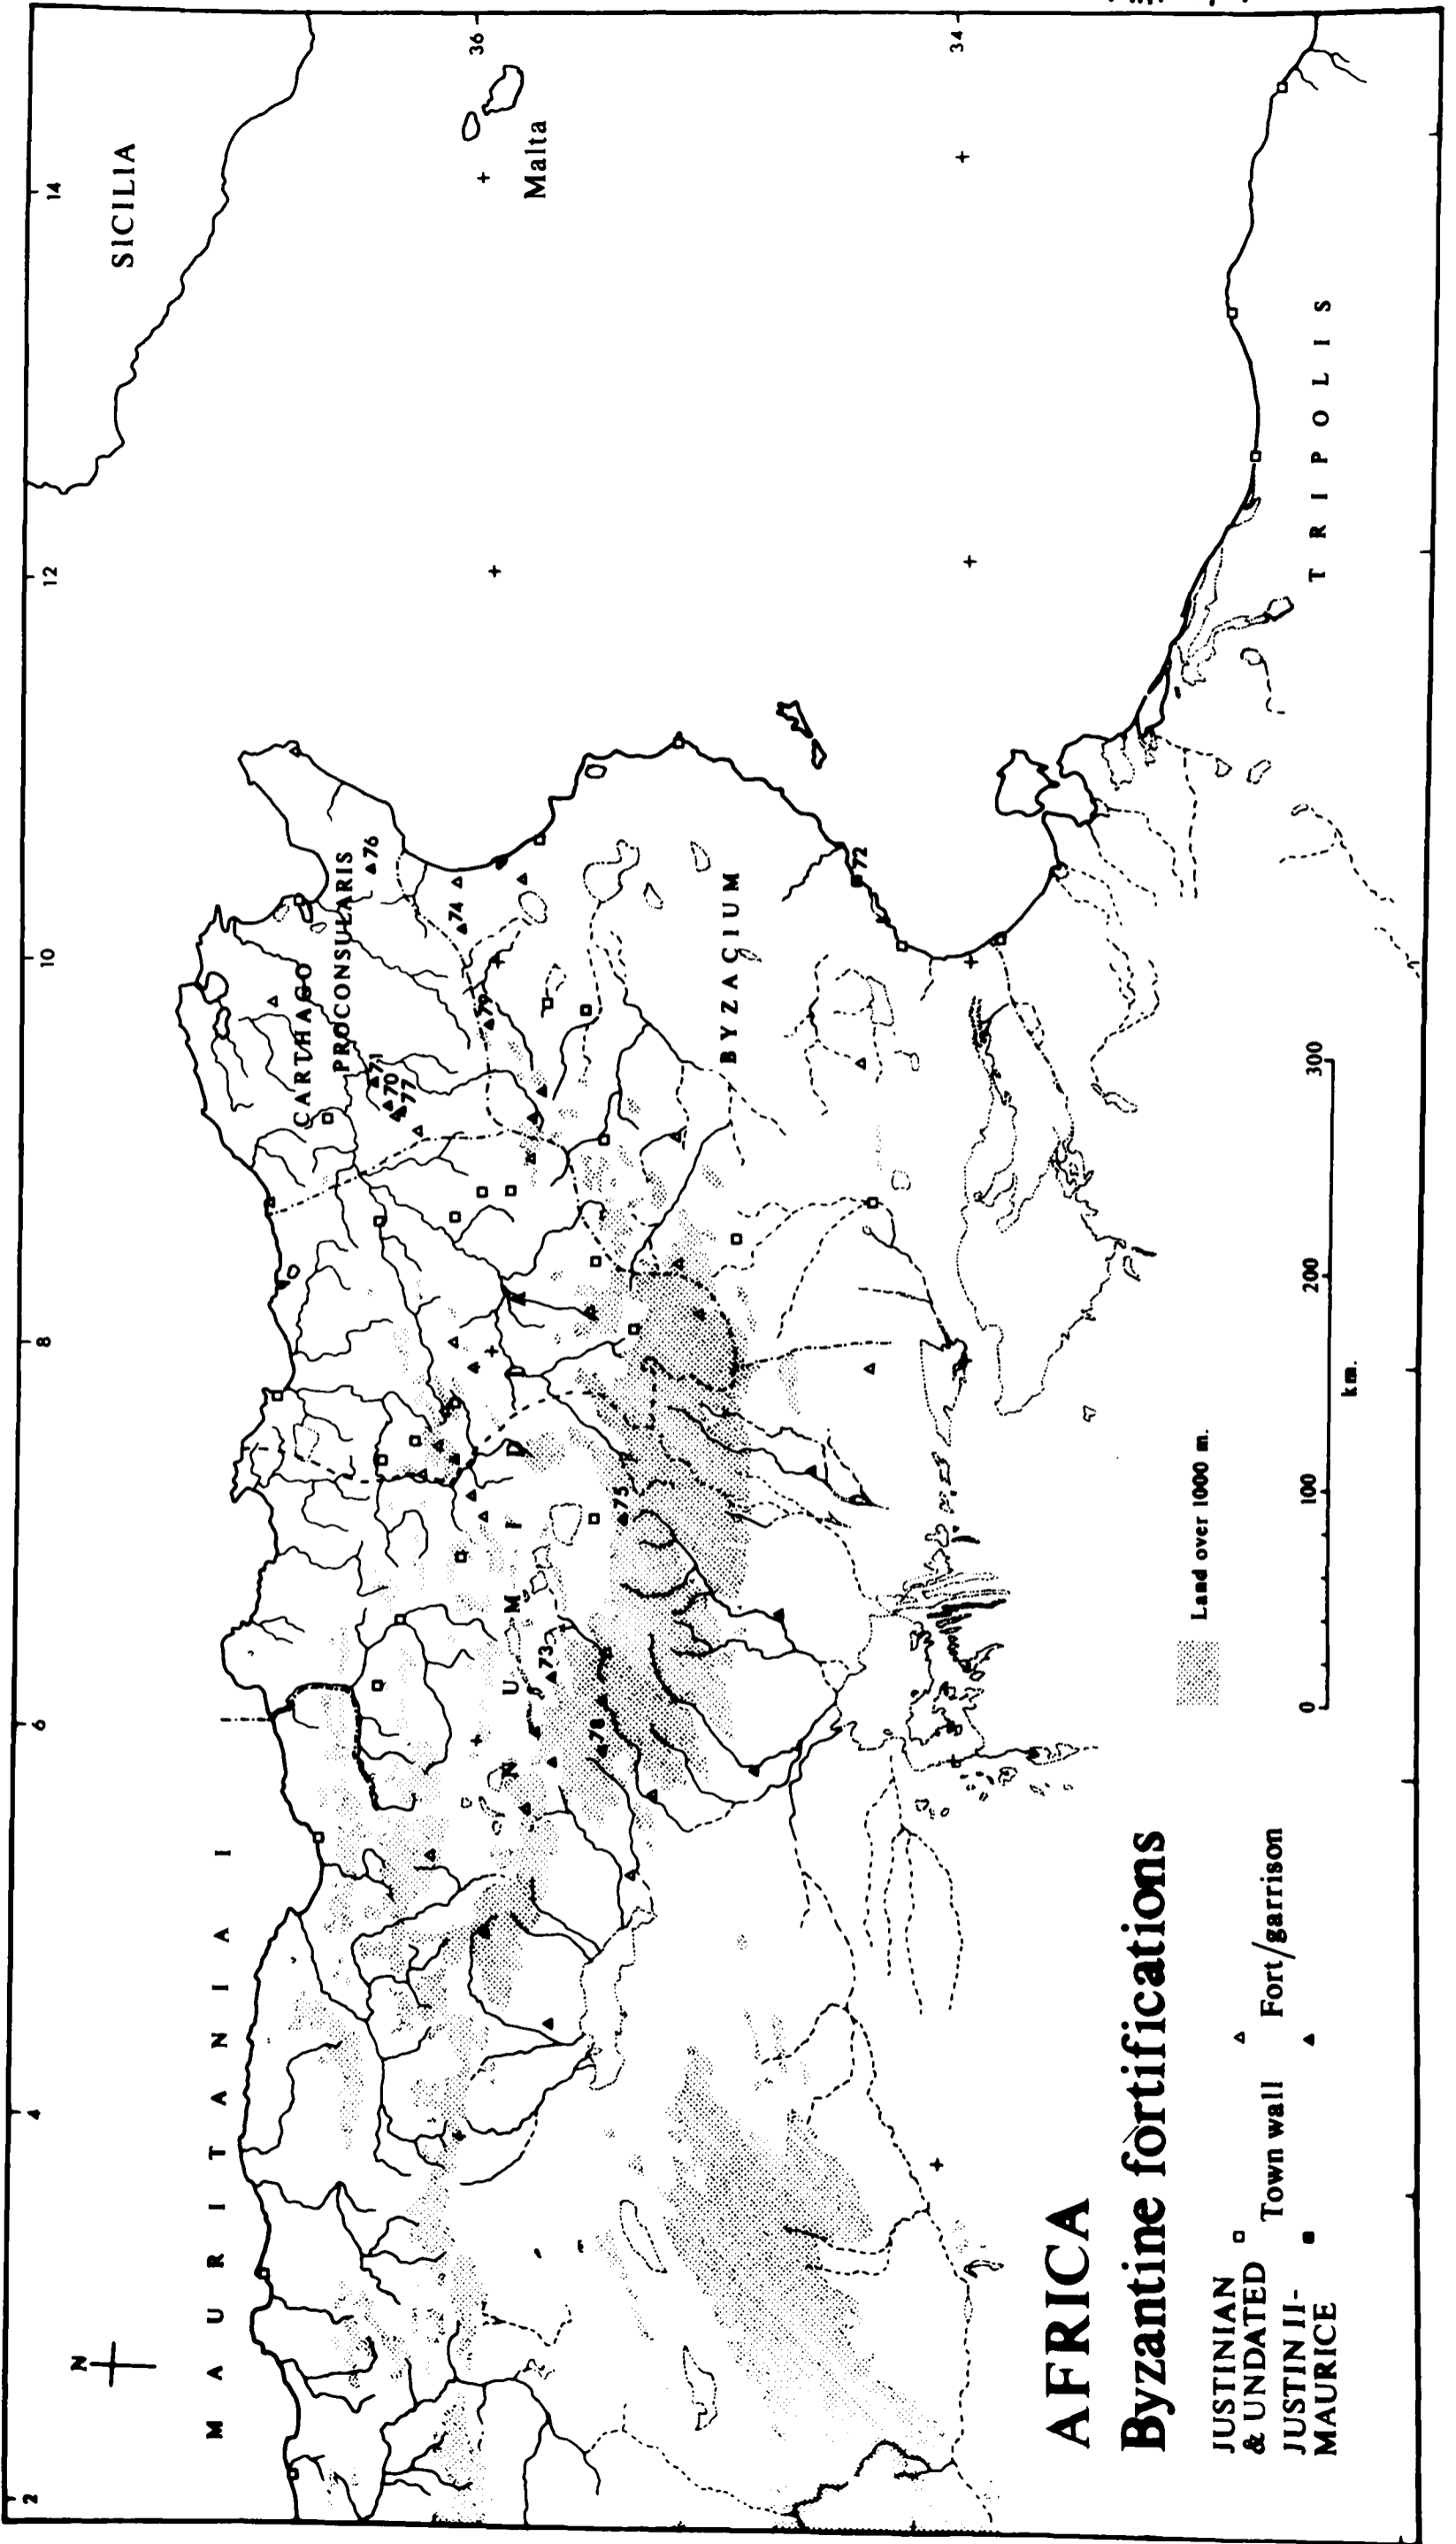 AFRICA
Byzantine fortifications
JUSTINIAN
& UNDATED
JUSTIN II-
MAURICE
Town wall
Fort/garrison
Land over 1000 m.
0
100
200
300
km.
N
2
4
6
8
10
12
14
36
34
MAURITANIA I
NUMIDIA
CARTHAGO
PROCONSULARIS
BYZACIUM
TRIPOLIS
SICILIA
Malta
70
71
72
73
74
75
76
77
78
79